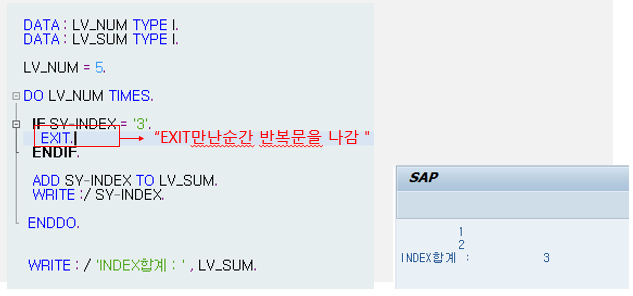 DATA : LV_NUM TYPE I.
DATA : LV_SUM TYPE I.
LV_NUM = 5.
DO LV_NUM TIMES.
IF SY-INDEX = '3'.
EXIT.
"EXIT만난순간 반복문을 나감 "
ENDIF.
ADD SY-INDEX TO LV_SUM.
WRITE :/ SY-INDEX.
ENDDO.
WRITE : / 'INDEX합계 : ' , LV_SUM.
SAP
1
2
INDEX합계 : 3